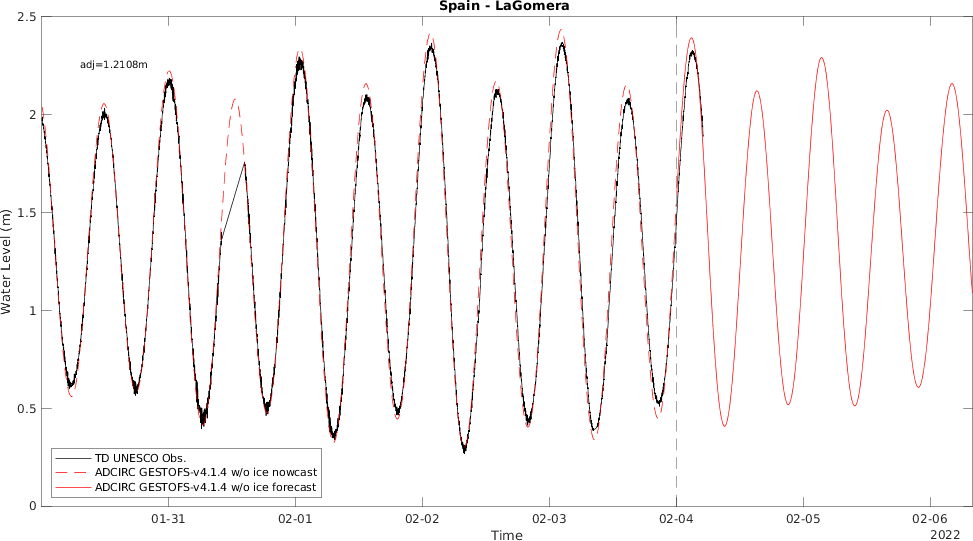 Spain - LaGomera
2.5
adj=1.2108m
2
1.5
Water Level (m)
1
0.5
TD UNESCO Obs.
ADCIRC GESTOFS-v4.1.4 w/o ice nowcast
ADCIRC GESTOFS-v4.1.4 w/o ice forecast
0
01-31 02-01 02-02 02-03 02-04 02-05 02-06
Time
2022